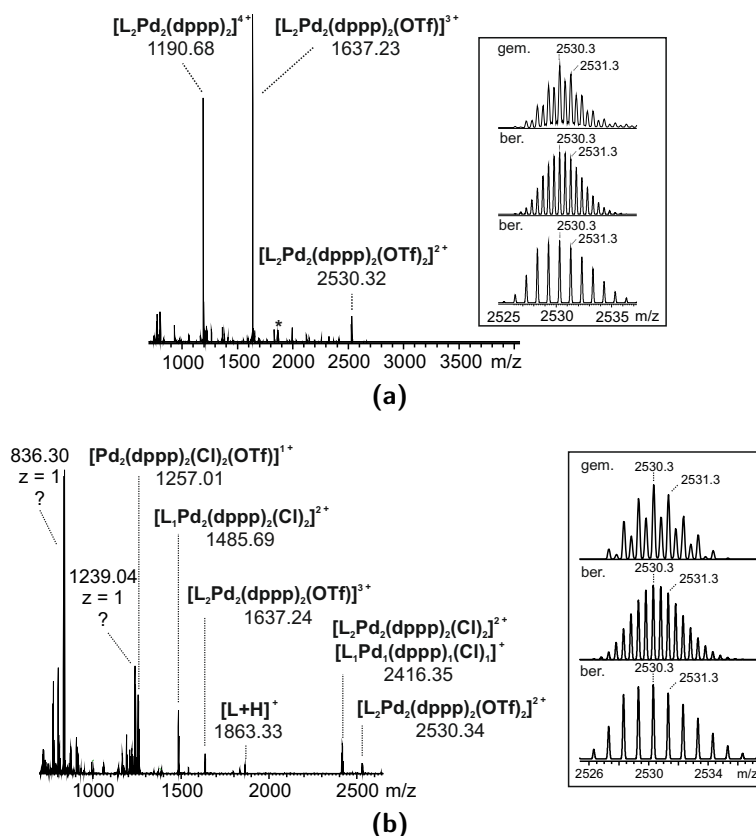 [L₂Pd₂(dppp)₂]⁴⁺
1190.68
[L₂Pd₂(dppp)₂(OTf)]³⁺
1637.23
[L₂Pd₂(dppp)₂(OTf)₂]²⁺
2530.32
*
1000 1500 2000 2500 3000 3500 m/z
gem.
2530.3
2531.3
ber.
2530.3
2531.3
ber.
2530.3
2531.3
2525 2530 2535 m/z
(a)
836.30
z = 1
?
[Pd₂(dppp)₂(Cl)₂(OTf)]¹⁺
1257.01
[L₁Pd₂(dppp)₂(Cl)₂]²⁺
1485.69
1239.04
z = 1
?
[L₂Pd₂(dppp)₂(OTf)]³⁺
1637.24
[L₂Pd₂(dppp)₂(Cl)₂]²⁺
[L₁Pd₁(dppp)₁(Cl)₁]⁺
2416.35
[L+H]⁺
1863.33
[L₂Pd₂(dppp)₂(OTf)₂]²⁺
2530.34
1000 1500 2000 2500 m/z
gem.
2530.3
2531.3
ber.
2530.3
2531.3
ber.
2530.3
2531.3
2526 2530 2534 m/z
(b)